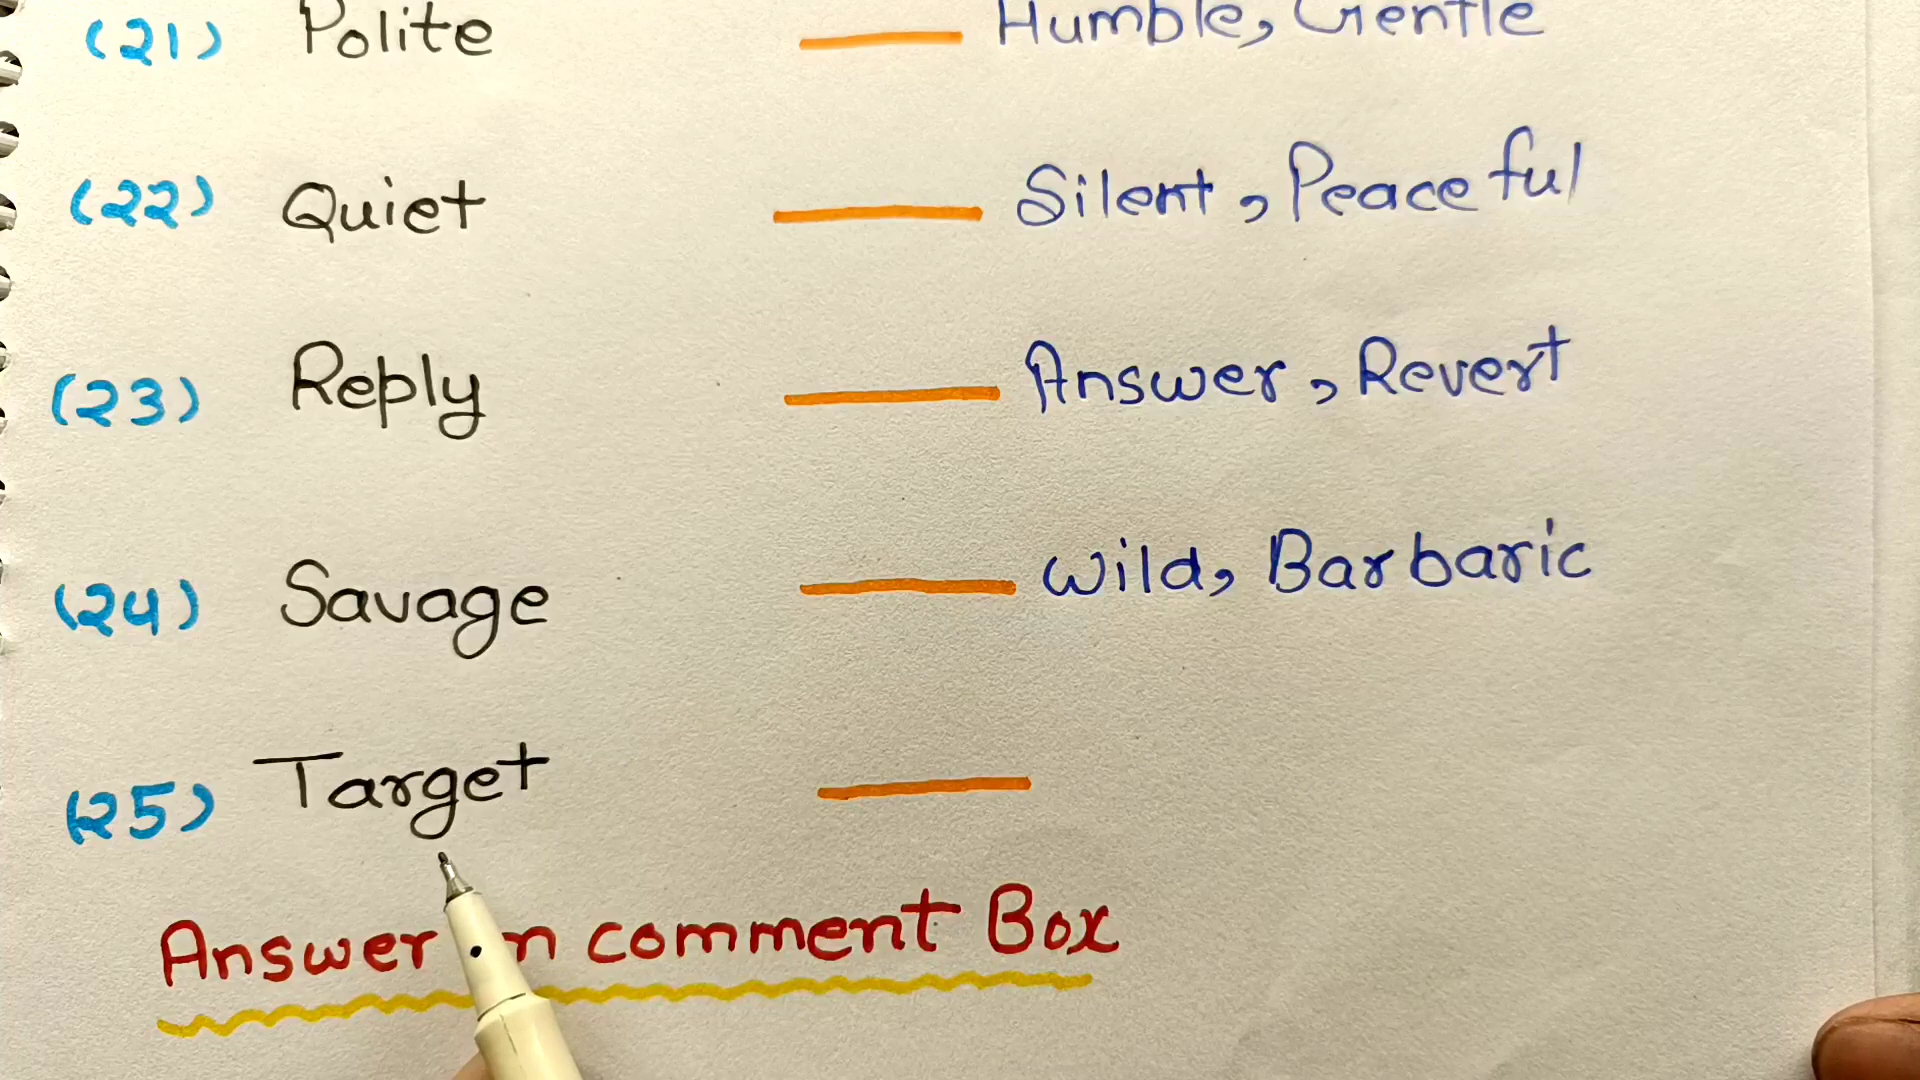 (21) Polite — Humble, Gentle
(22) Quiet — Silent, Peaceful
(23) Reply — Answer, Revert
(24) Savage — Wild, Barbaric
(25) Target —
Answer in comment Box